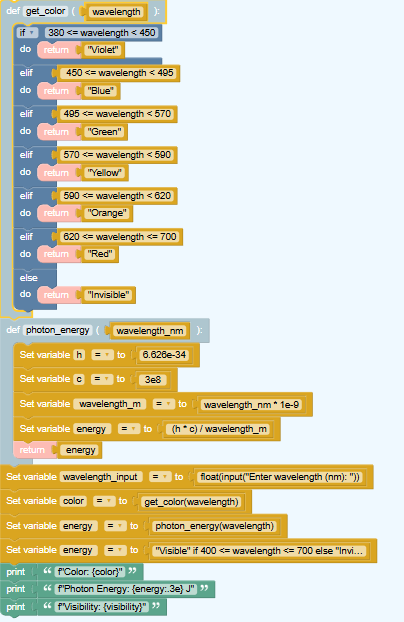 def get_color ( wavelength ):
if 380 <= wavelength < 450
do return "Violet"
elif 450 <= wavelength < 495
do return "Blue"
elif 495 <= wavelength < 570
do return "Green"
elif 570 <= wavelength < 590
do return "Yellow"
elif 590 <= wavelength < 620
do return "Orange"
elif 620 <= wavelength <= 700
do return "Red"
else
do return "Invisible"
def photon_energy ( wavelength_nm ):
Set variable h = to 6.626e-34
Set variable c = to 3e8
Set variable wavelength_m = to wavelength_nm * 1e-9
Set variable energy = to (h * c) / wavelength_m
return energy
Set variable wavelength_input = to float(input("Enter wavelength (nm): "))
Set variable color = to get_color(wavelength)
Set variable energy = to photon_energy(wavelength)
Set variable energy = to "Visible" if 400 <= wavelength <= 700 else "Invi...
print “ f"Color: {color}" ”
print “ f"Photon Energy: {energy:.3e} J" ”
print “ f"Visibility: {visibility}" ”